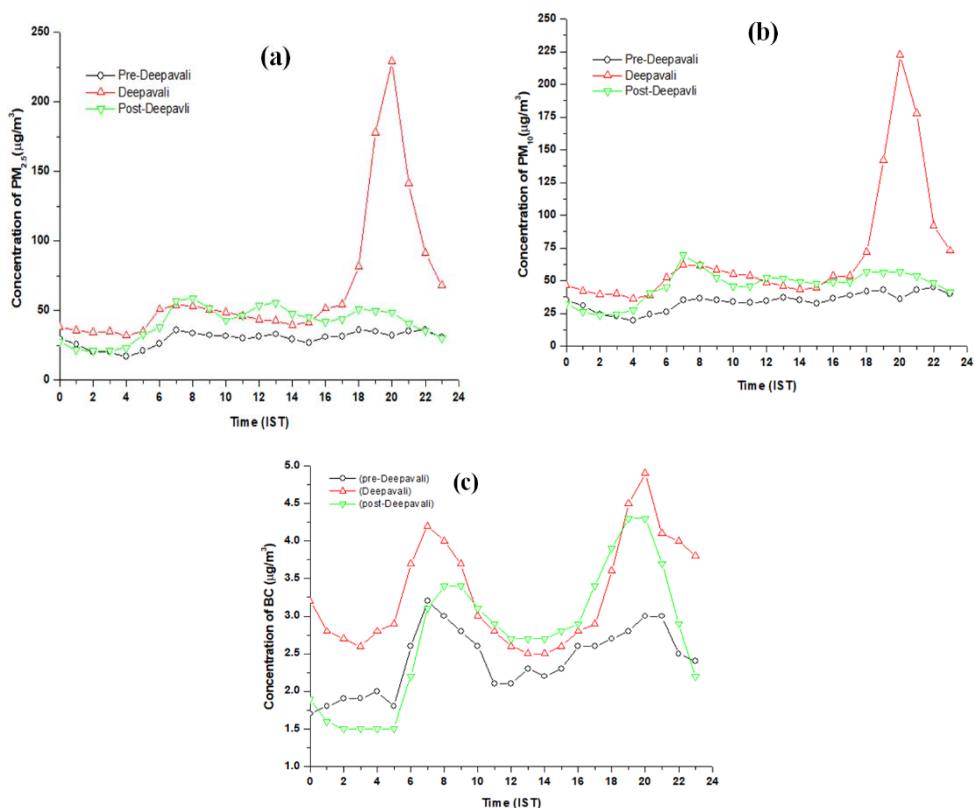 (a)
Pre-Deepavali
Deepavali
Post-Deepavli
Concentration of PM2.5(µg/m³)
250
200
150
100
50
0
0 2 4 6 8 10 12 14 16 18 20 22 24
Time (IST)
(b)
Pre-Deepavali
Deepavali
Post-Deepavli
Concentration of PM10(µg/m³)
250
225
200
175
150
125
100
75
50
25
0
0 2 4 6 8 10 12 14 16 18 20 22 24
Time (IST)
(c)
(pre-Deepavali)
(Deepavali)
(post-Deepavali)
Concentration of BC (µg/m³)
5.0
4.5
4.0
3.5
3.0
2.5
2.0
1.5
1.0
0 2 4 6 8 10 12 14 16 18 20 22 24
Time (IST)